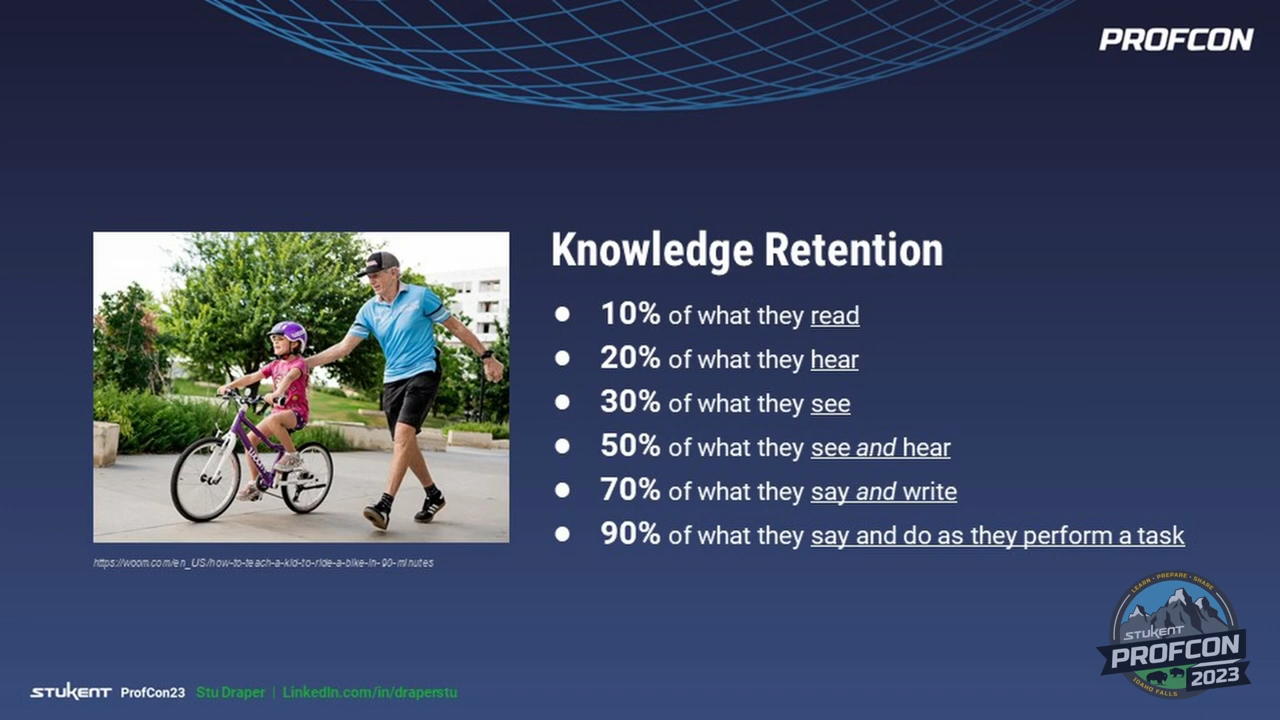 PROFCON
Knowledge Retention
● 10% of what they read
● 20% of what they hear
● 30% of what they see
● 50% of what they see and hear
● 70% of what they say and write
● 90% of what they say and do as they perform a task
https://woom.com/en_US/how-to-teach-a-kid-to-ride-a-bike-in-90-minutes
LEARN • PREPARE • SHARE
STUKENT
PROFCON
2023
IDAHO FALLS
STUKENT ProfCon23 Stu Draper | LinkedIn.com/in/draperstu